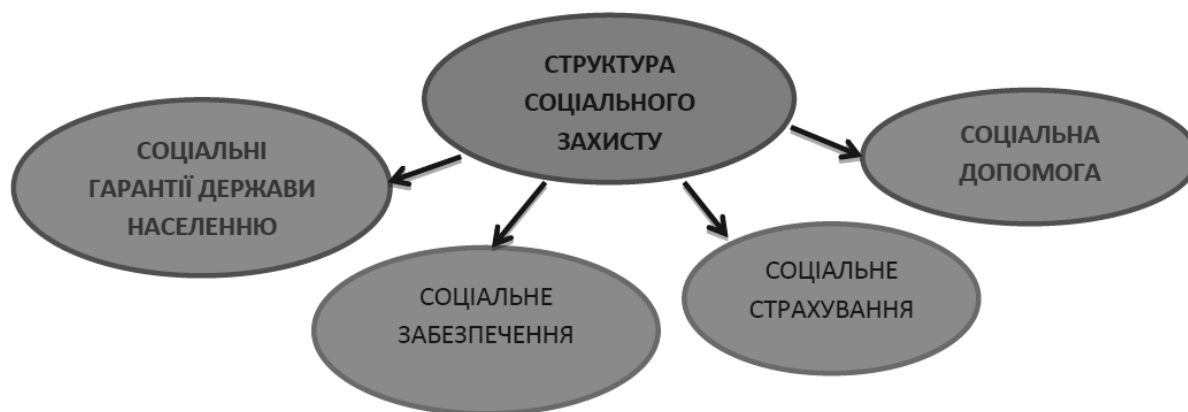 СТРУКТУРА
СОЦІАЛЬНОГО
ЗАХИСТУ
СОЦІАЛЬНІ
ГАРАНТІЇ ДЕРЖАВИ
НАСЕЛЕННЮ
СОЦІАЛЬНЕ
ЗАБЕЗПЕЧЕННЯ
СОЦІАЛЬНЕ
СТРАХУВАННЯ
СОЦІАЛЬНА
ДОПОМОГА